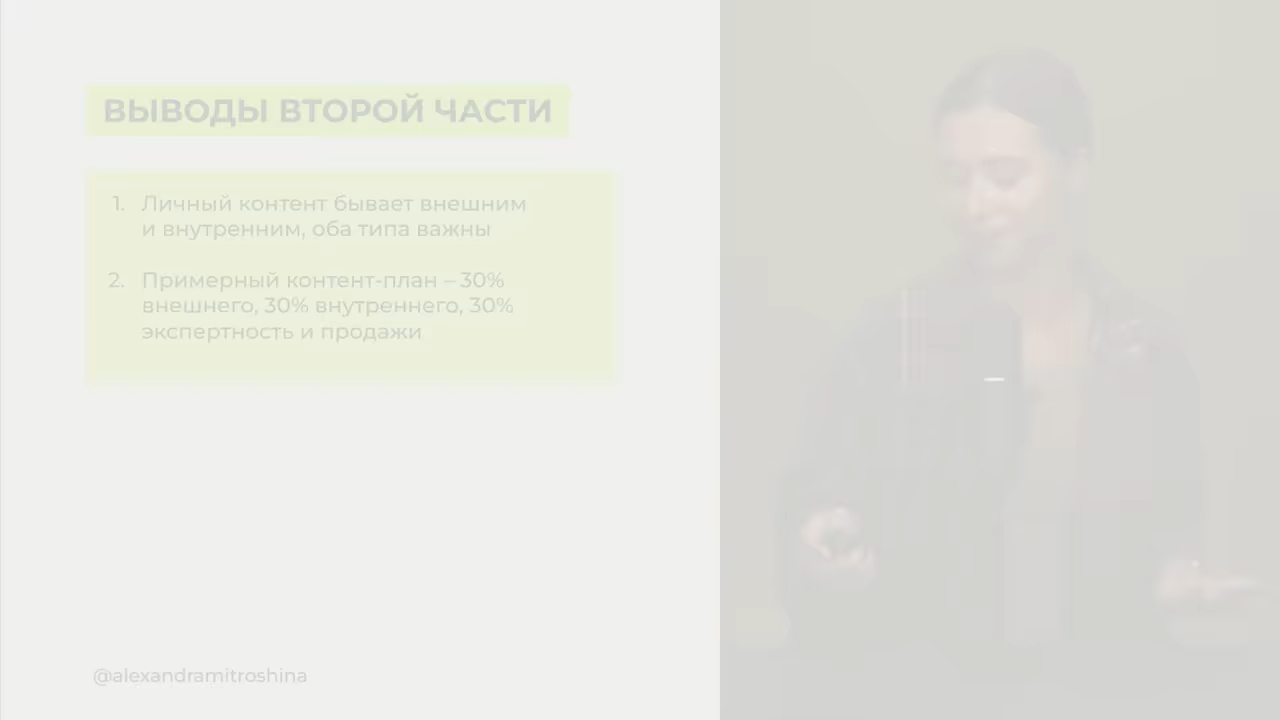 ВЫВОДЫ ВТОРОЙ ЧАСТИ
1. Личный контент бывает внешним
и внутренним, оба типа важны
2. Примерный контент-план – 30%
внешнего, 30% внутреннего, 30%
экспертность и продажи
@alexandramitroshina